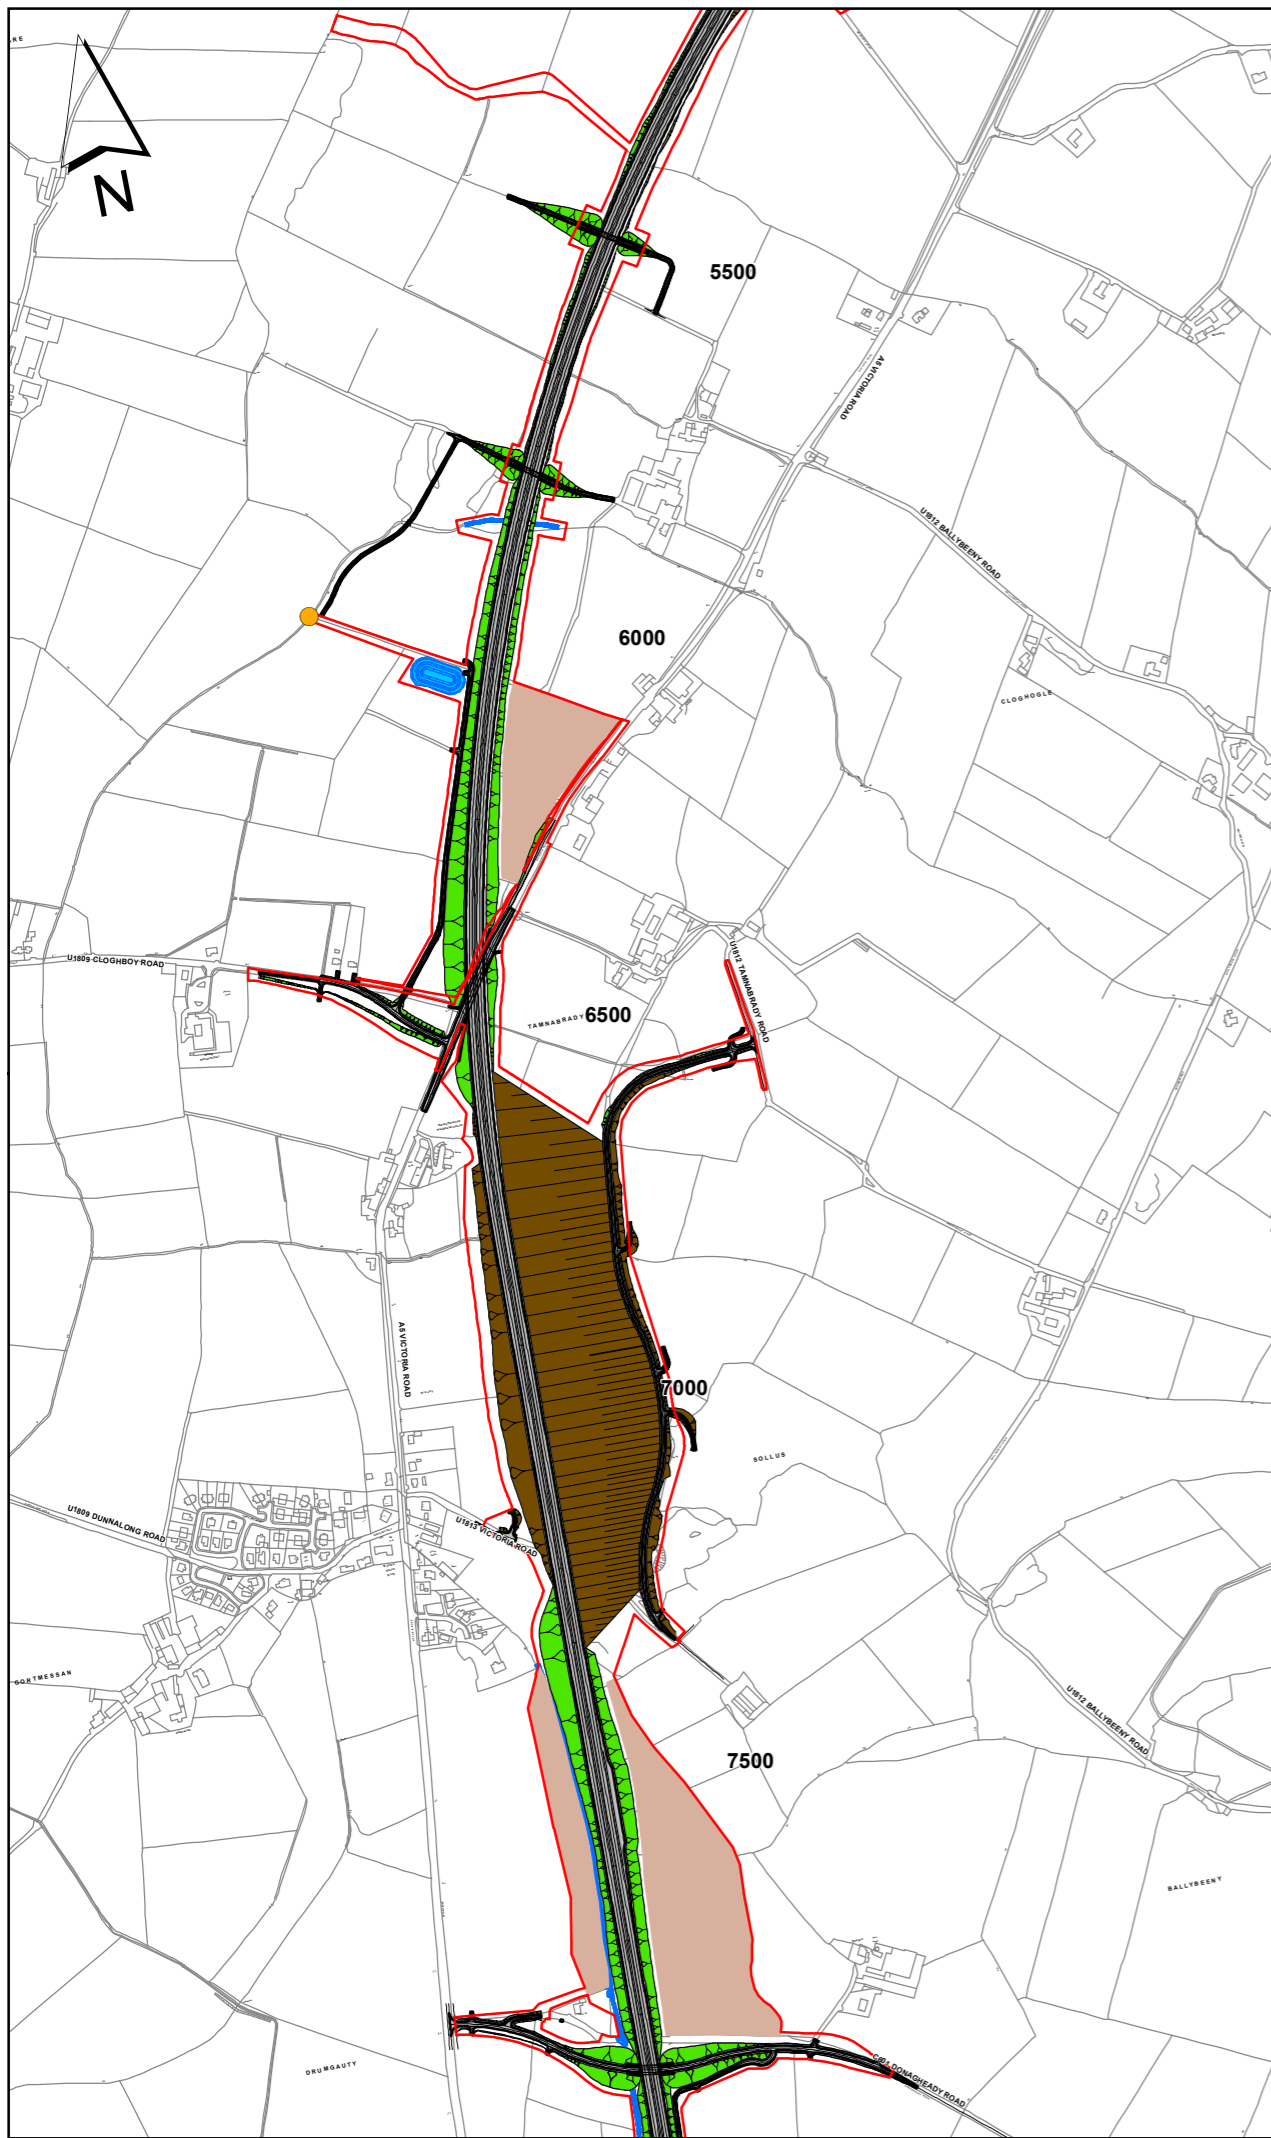 ARE
N
5500
A5 VICTORIA ROAD
U1812 BALLYBEENY ROAD
6000
CLOGHOGLE
U1809 CLOGHBOY ROAD
U1812 TAMNABRADY ROAD
TAMNABRADY
6500
A5 VICTORIA ROAD
7000
SOLLUS
U1809 DUNNALONG ROAD
U1813 VICTORIA ROAD
GORTMESSAN
U1812 BALLYBEENY ROAD
7500
BALLYBEENY
DRUMGAUTY
DONAGHEADY ROAD